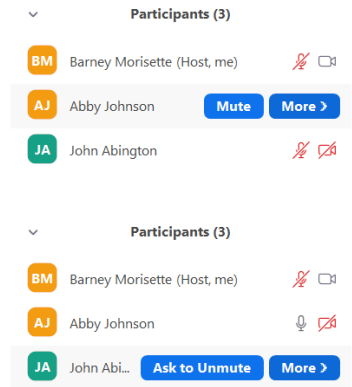 Participants (3)
BM Barney Morisette (Host, me)
AJ Abby Johnson Mute More >
JA John Abington
Participants (3)
BM Barney Morisette (Host, me)
AJ Abby Johnson
JA John Abi... Ask to Unmute More >